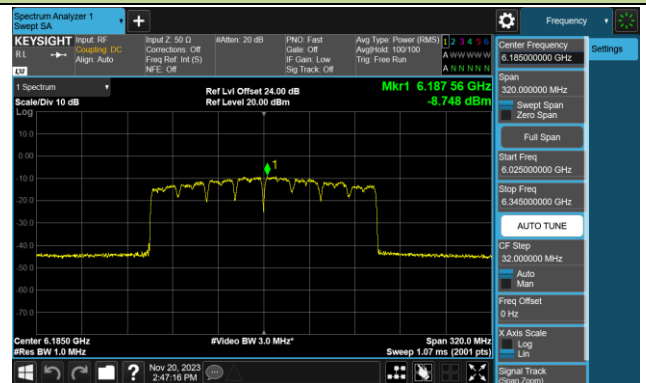 Spectrum Analyzer 1
Swept SA
+
Frequency
KEYSIGHT
RL
LXI
Input: RF
Coupling: DC
Align: Auto
Input Z: 50 Ω
Corrections: Off
Freq Ref: Int (S)
NFE: Off
#Atten: 20 dB
PNO: Fast
Gate: Off
IF Gain: Low
Sig Track: Off
Avg Type: Power (RMS)
Avg|Hold: 100/100
Trig: Free Run
1 2 3 4 5 6
A W W W W W
A N N N N N
Center Frequency
6.185000000 GHz
Settings
Span
320.000000 MHz
Swept Span
Zero Span
Full Span
Start Freq
6.025000000 GHz
Stop Freq
6.345000000 GHz
AUTO TUNE
CF Step
32.000000 MHz
Auto
Man
Freq Offset
0 Hz
X Axis Scale
Log
Lin
Signal Track
(Span Zoom)
1 Spectrum
Scale/Div 10 dB
Log
Ref Lvl Offset 24.00 dB
Ref Level 20.00 dBm
Mkr1 6.187 56 GHz
-8.748 dBm
10.0
0.00
-10.0
-20.0
-30.0
-40.0
-50.0
-60.0
-70.0
1
Center 6.1850 GHz
#Res BW 1.0 MHz
#Video BW 3.0 MHz*
Span 320.0 MHz
Sweep 1.07 ms (2001 pts)
?
Nov 20, 2023
2:47:16 PM